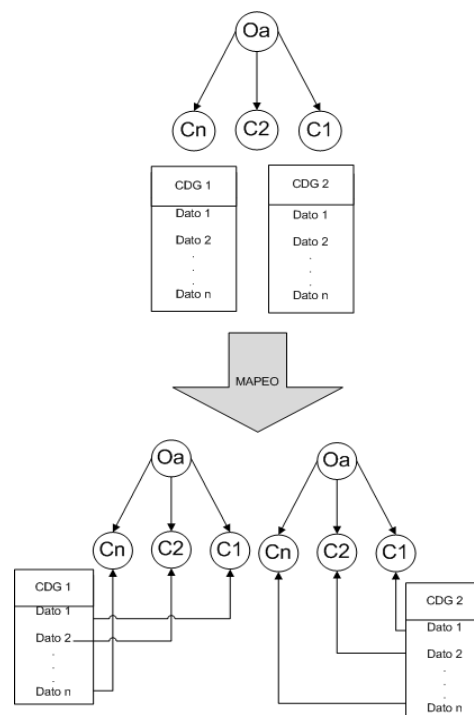 Oa
Cn C2 C1
CDG 1
Dato 1
Dato 2
.
.
.
Dato n
CDG 2
Dato 1
Dato 2
.
.
.
Dato n
MAPEO
Oa
Cn C2 C1
CDG 1
Dato 1
Dato 2
.
.
.
Dato n
Oa
Cn C2 C1
CDG 2
Dato 1
Dato 2
.
.
.
Dato n